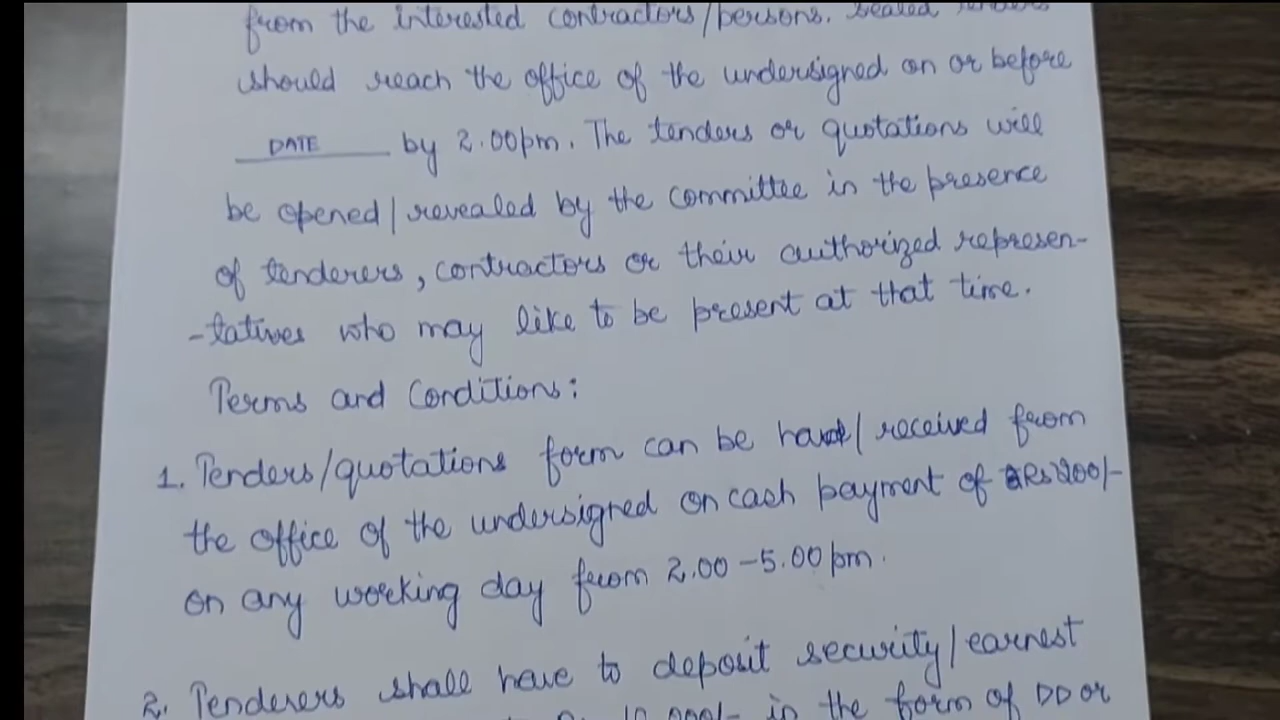 from the interested contractors/persons. Sealed tenders
should reach the office of the undersigned on or before
DATE by 2.00pm. The tenders or quotations will
be opened/revealed by the committee in the presence
of tenderers, contractors or their authorized represen-
-tatives who may like to be present at that time.
Terms and Conditions:
1. Tenders/quotations form can be had/received from
the office of the undersigned on cash payment of Rs 200/-
on any working day from 2.00-5.00pm.
2. Tenderers shall have to deposit security/earnest
10,000/- in the form of DD or